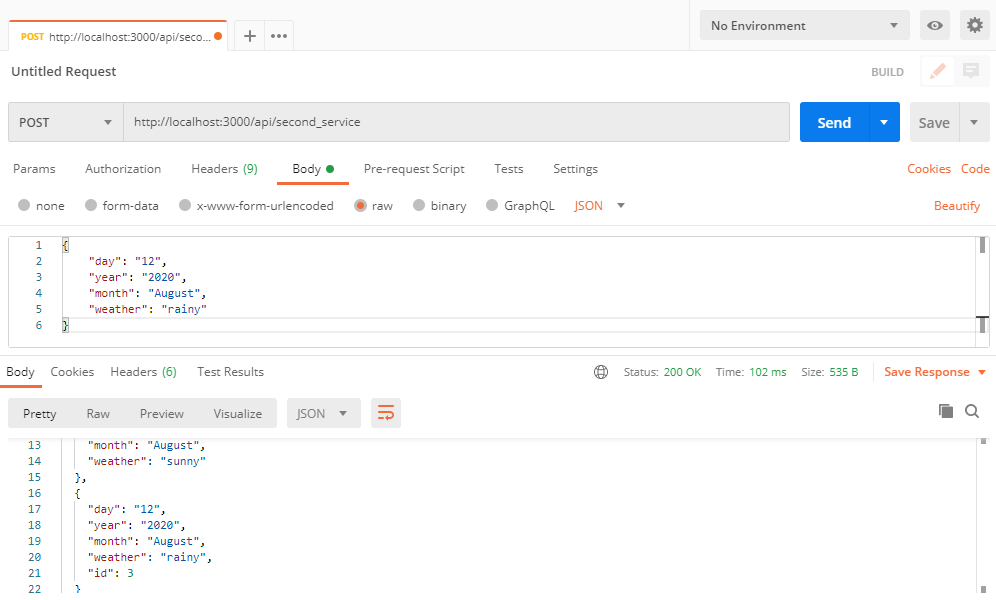 POST http://localhost:3000/api/seco...
No Environment
Untitled Request
BUILD
POST http://localhost:3000/api/second_service
Send
Save
Params Authorization Headers (9) Body Pre-request Script Tests Settings Cookies Code
none form-data x-www-form-urlencoded raw binary GraphQL JSON Beautify
1 {
2 "day": "12",
3 "year": "2020",
4 "month": "August",
5 "weather": "rainy"
6 }
Body Cookies Headers (6) Test Results Status: 200 OK Time: 102 ms Size: 535 B Save Response
Pretty Raw Preview Visualize JSON
13 "month": "August",
14 "weather": "sunny"
15 },
16 {
17 "day": "12",
18 "year": "2020",
19 "month": "August",
20 "weather": "rainy",
21 "id": 3
22 }